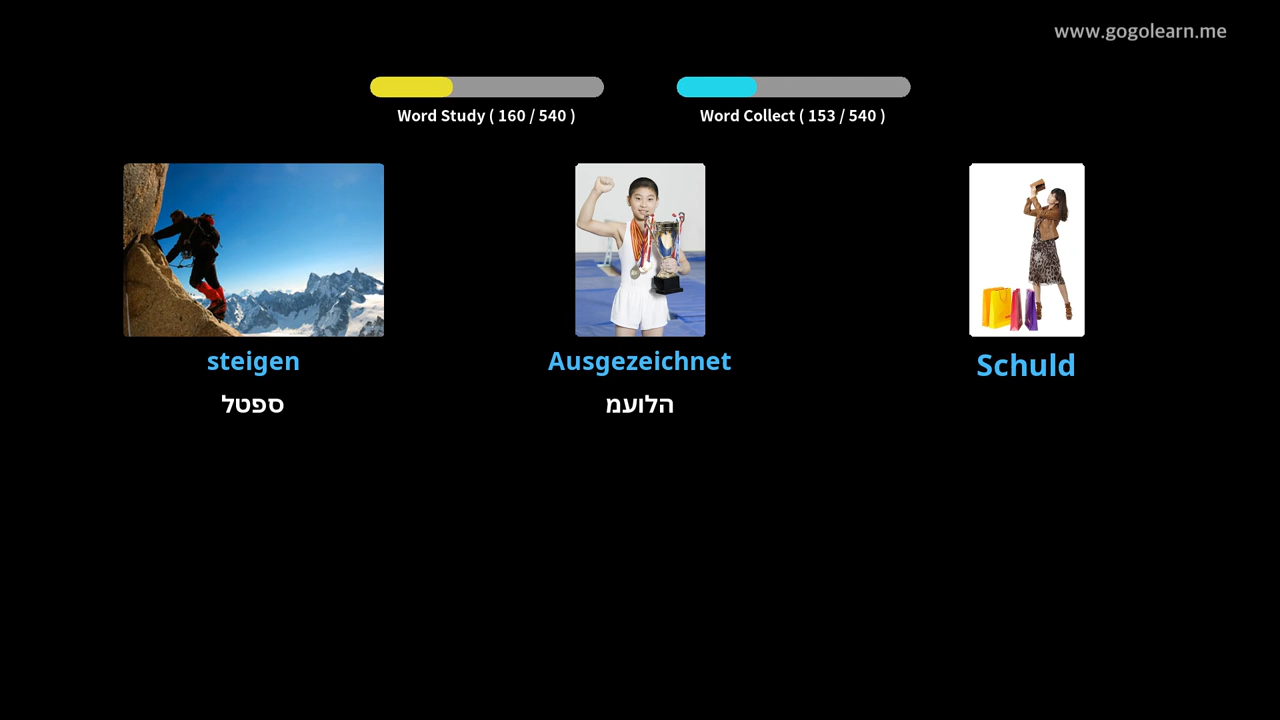 www.gogolearn.me
Word Study ( 160 / 540 )
Word Collect ( 153 / 540 )
steigen
ספטל
Ausgezeichnet
הלועמ
Schuld